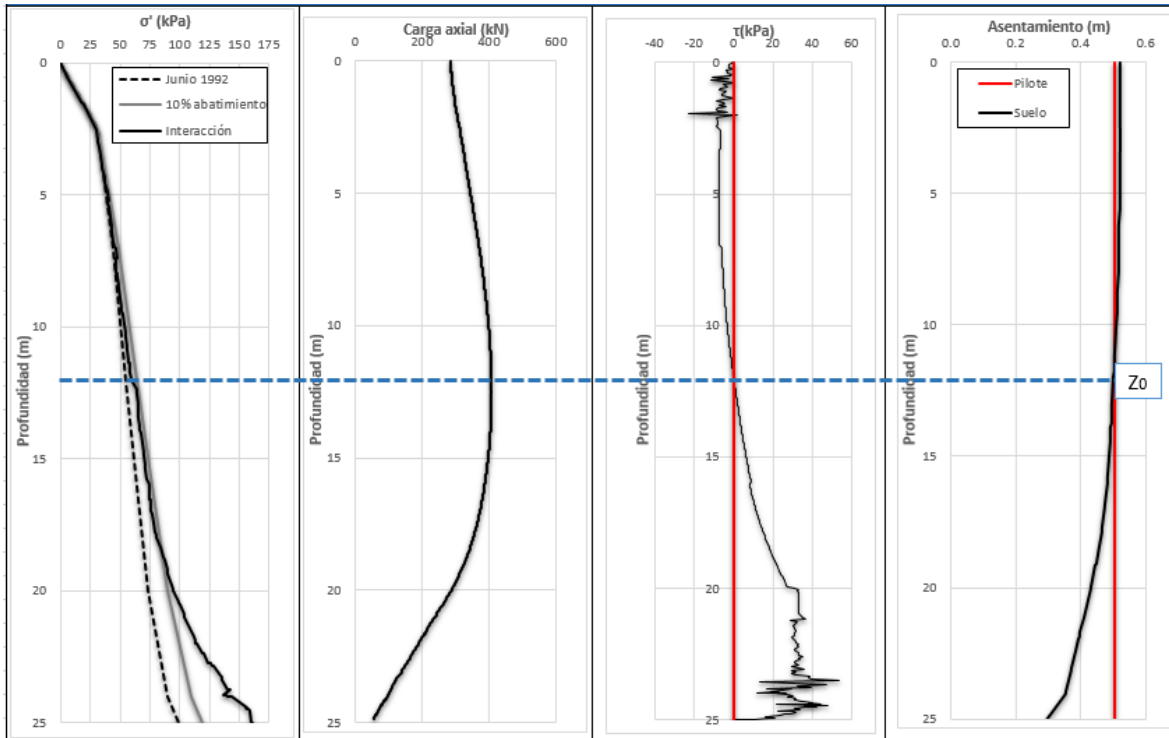 σ' (kPa)
0 25 50 75 100 125 150 175
Junio 1992
10% abatimiento
Interacción
Profundidad (m)
0
5
10
15
20
25
Carga axial (kN)
0 200 400 600
Profundidad (m)
0
5
10
15
20
25
τ(kPa)
-40 -20 0 20 40 60
Profundidad (m)
0
5
10
15
20
25
Asentamiento (m)
0.0 0.2 0.4 0.6
Pilote
Suelo
Profundidad (m)
0
5
10
15
20
25
Z0